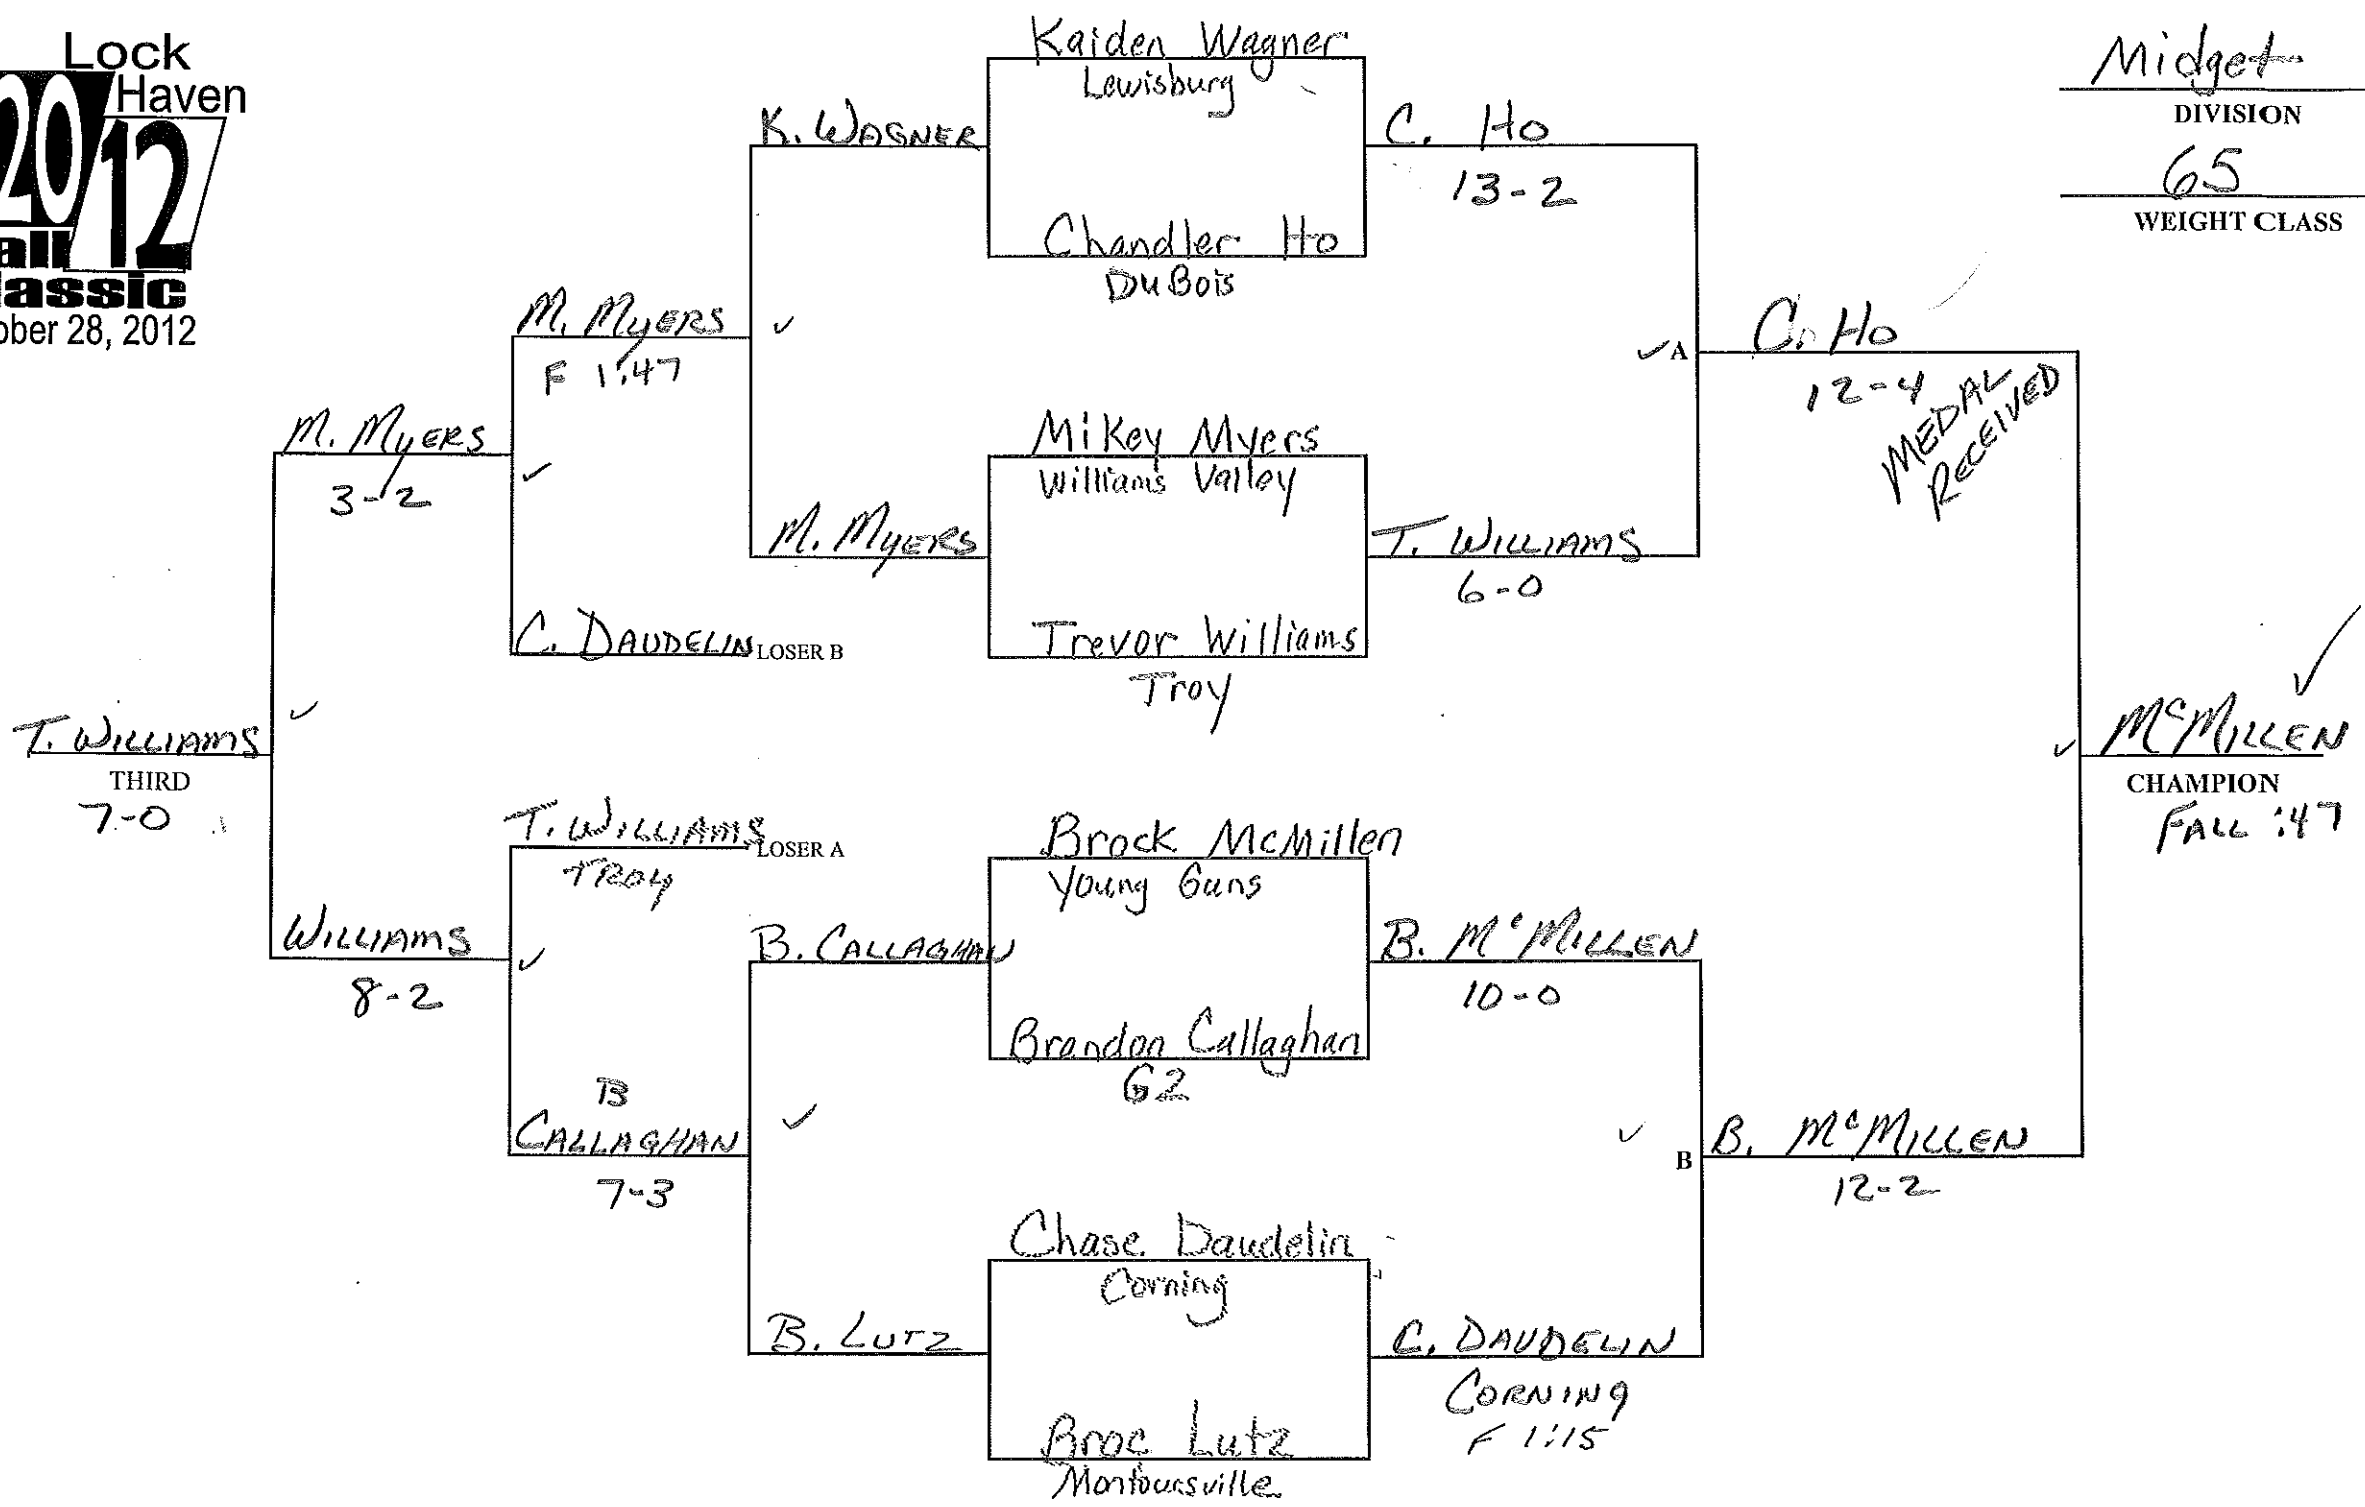 Lock
Haven
2012
all
lassic
ober 28, 2012
Midget
DIVISION
65
WEIGHT CLASS
Kaiden Wagner
Lewisburg
K. WAGNER
C. HO
13-2
Chandler Ho
DuBois
M. MYERS
F 1:47
C. Ho
12-4
MEDAL
RECEIVED
A
M. MYERS
3-2
Mikey Myers
Williams Valley
M. MYERS
T. WILLIAMS
6-0
C. DAUDELIN
LOSER B
Trevor Williams
Troy
T. WILLIAMS
THIRD
7-0
McMILLEN
CHAMPION
FALL :47
T. WILLIAMS
LOSER A
TROY
Brock McMillen
Young Guns
WILLIAMS
8-2
B. CALLAGHAN
B. McMILLEN
10-0
Brandon Callaghan
G2
B
CALLAGHAN
7-3
B
B. McMILLEN
12-2
Chase Daudelin
Corning
B. LUTZ
C. DAUDELIN
CORNING
F 1:15
Broc Lutz
Montoursville